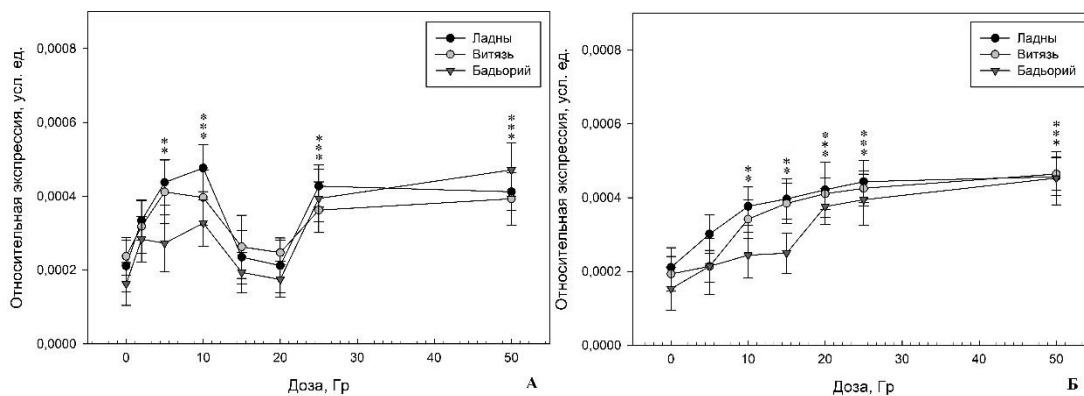 Относительная экспрессия, усл. ед.
0,0008
0,0006
0,0004
0,0002
0,0000
Ладны
Витязь
Бадьорий
**
***
***
***
0 10 20 30 40 50
Доза, Гр
А
Относительная экспрессия, усл. ед.
0,0008
0,0006
0,0004
0,0002
0,0000
Ладны
Витязь
Бадьорий
**
**
***
***
***
0 10 20 30 40 50
Доза, Гр
Б